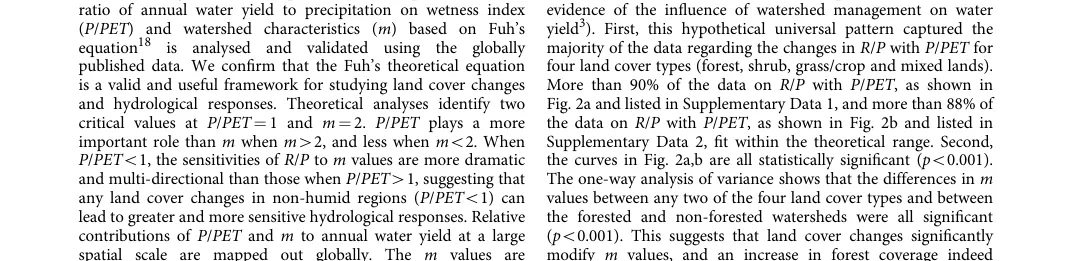 ratio of annual water yield to precipitation on wetness index
(P/PET) and watershed characteristics (m) based on Fuh's
equation18 is analysed and validated using the globally
published data. We confirm that the Fuh's theoretical equation
is a valid and useful framework for studying land cover changes
and hydrological responses. Theoretical analyses identify two
critical values at P/PET=1 and m=2. P/PET plays a more
important role than m when m>2, and less when m<2. When
P/PET<1, the sensitivities of R/P to m values are more dramatic
and multi-directional than those when P/PET>1, suggesting that
any land cover changes in non-humid regions (P/PET<1) can
lead to greater and more sensitive hydrological responses. Relative
contributions of P/PET and m to annual water yield at a large
spatial scale are mapped out globally. The m values are
evidence of the influence of watershed management on water
yield3). First, this hypothetical universal pattern captured the
majority of the data regarding the changes in R/P with P/PET for
four land cover types (forest, shrub, grass/crop and mixed lands).
More than 90% of the data on R/P with P/PET, as shown in
Fig. 2a and listed in Supplementary Data 1, and more than 88% of
the data on R/P with P/PET, as shown in Fig. 2b and listed in
Supplementary Data 2, fit within the theoretical range. Second,
the curves in Fig. 2a,b are all statistically significant (p<0.001).
The one-way analysis of variance shows that the differences in m
values between any two of the four land cover types and between
the forested and non-forested watersheds were all significant
(p<0.001). This suggests that land cover changes significantly
modify m values, and an increase in forest coverage indeed